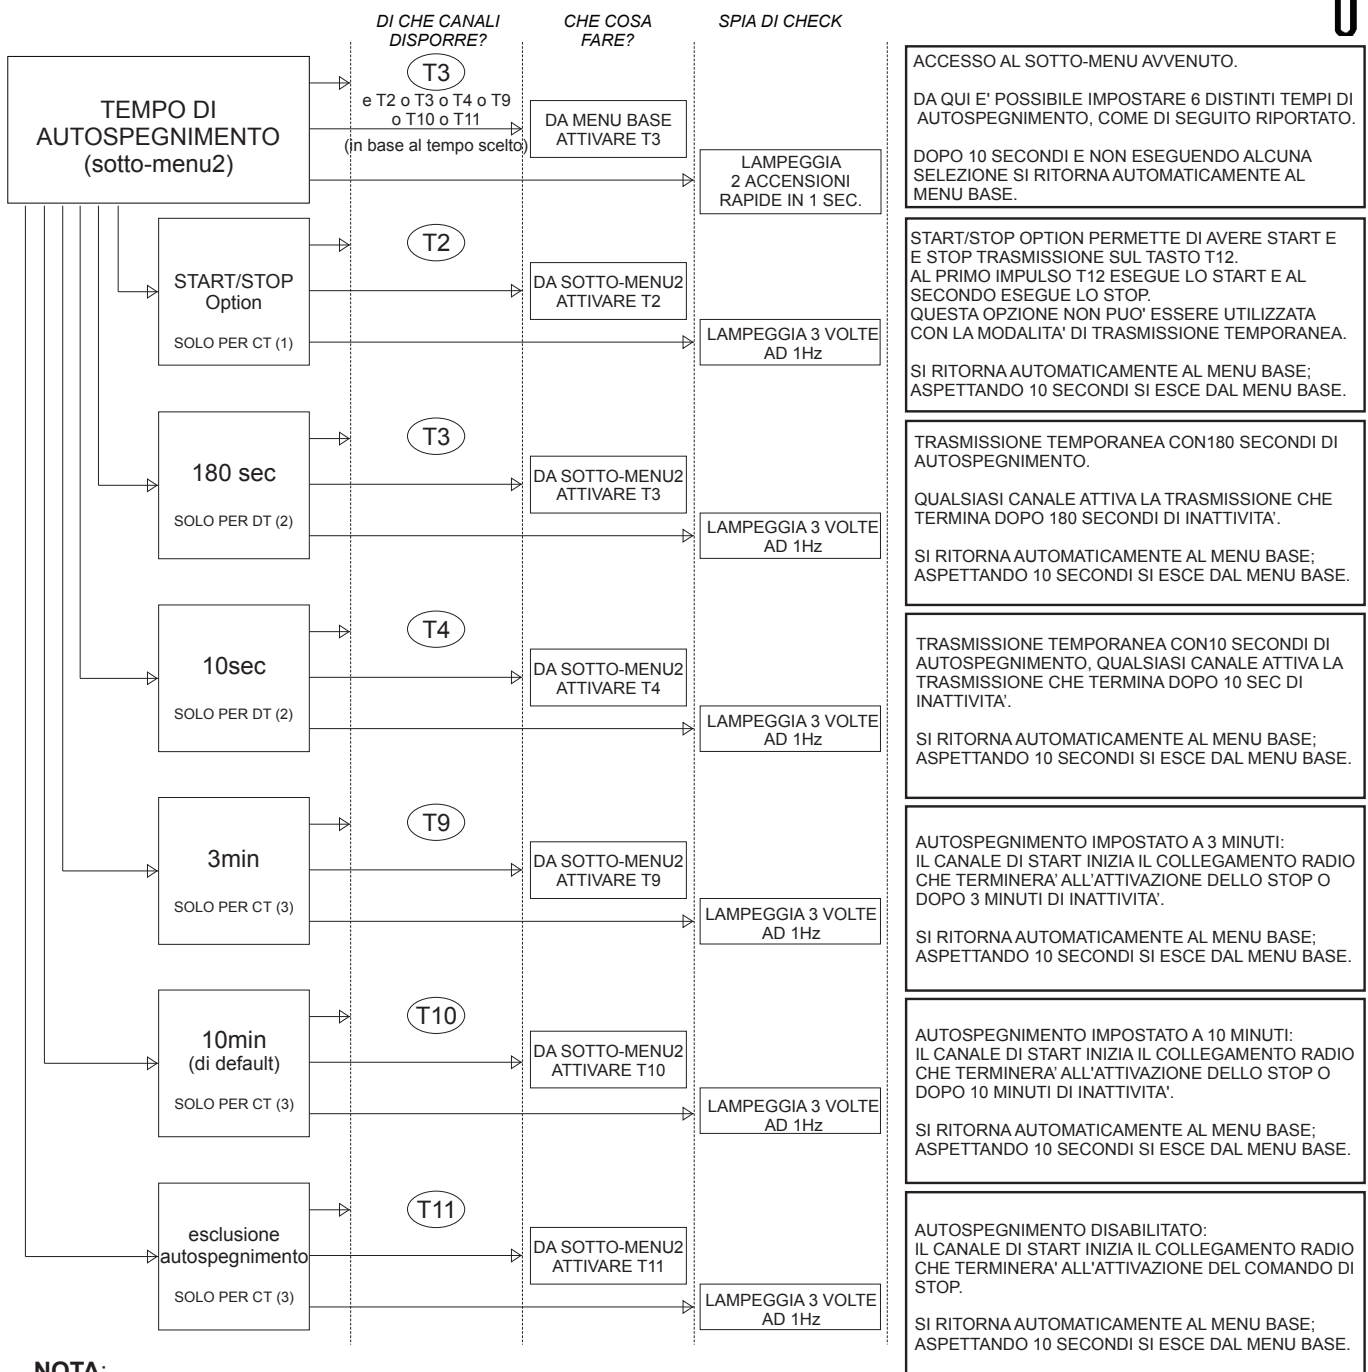 DI CHE CANALI
DISPORRE?
CHE COSA
FARE?
SPIA DI CHECK
TEMPO DI
AUTOSPEGNIMENTO
(sotto-menu2)
T3
e T2 o T3 o T4 o T9
o T10 o T11
(in base al tempo scelto)
DA MENU BASE
ATTIVARE T3
LAMPEGGIA
2 ACCENSIONI
RAPIDE IN 1 SEC.
ACCESSO AL SOTTO-MENU AVVENUTO.
DA QUI E' POSSIBILE IMPOSTARE 6 DISTINTI TEMPI DI
AUTOSPEGNIMENTO, COME DI SEGUITO RIPORTATO.
DOPO 10 SECONDI E NON ESEGUENDO ALCUNA
SELEZIONE SI RITORNA AUTOMATICAMENTE AL
MENU BASE.
START/STOP
Option
SOLO PER CT (1)
T2
DA SOTTO-MENU2
ATTIVARE T2
LAMPEGGIA 3 VOLTE
AD 1Hz
START/STOP OPTION PERMETTE DI AVERE START E
E STOP TRASMISSIONE SUL TASTO T12.
AL PRIMO IMPULSO T12 ESEGUE LO START E AL
SECONDO ESEGUE LO STOP.
QUESTA OPZIONE NON PUO' ESSERE UTILIZZATA
CON LA MODALITA' DI TRASMISSIONE TEMPORANEA.
SI RITORNA AUTOMATICAMENTE AL MENU BASE;
ASPETTANDO 10 SECONDI SI ESCE DAL MENU BASE.
180 sec
SOLO PER DT (2)
T3
DA SOTTO-MENU2
ATTIVARE T3
LAMPEGGIA 3 VOLTE
AD 1Hz
TRASMISSIONE TEMPORANEA CON180 SECONDI DI
AUTOSPEGNIMENTO.
QUALSIASI CANALE ATTIVA LA TRASMISSIONE CHE
TERMINA DOPO 180 SECONDI DI INATTIVITA’.
SI RITORNA AUTOMATICAMENTE AL MENU BASE;
ASPETTANDO 10 SECONDI SI ESCE DAL MENU BASE.
10sec
SOLO PER DT (2)
T4
DA SOTTO-MENU2
ATTIVARE T4
LAMPEGGIA 3 VOLTE
AD 1Hz
TRASMISSIONE TEMPORANEA CON10 SECONDI DI
AUTOSPEGNIMENTO, QUALSIASI CANALE ATTIVA LA
TRASMISSIONE CHE TERMINA DOPO 10 SEC DI
INATTIVITA’.
SI RITORNA AUTOMATICAMENTE AL MENU BASE;
ASPETTANDO 10 SECONDI SI ESCE DAL MENU BASE.
3min
SOLO PER CT (3)
T9
DA SOTTO-MENU2
ATTIVARE T9
LAMPEGGIA 3 VOLTE
AD 1Hz
AUTOSPEGNIMENTO IMPOSTATO A 3 MINUTI:
IL CANALE DI START INIZIA IL COLLEGAMENTO RADIO
CHE TERMINERA’ ALL’ATTIVAZIONE DELLO STOP O
DOPO 3 MINUTI DI INATTIVITA’.
SI RITORNA AUTOMATICAMENTE AL MENU BASE;
ASPETTANDO 10 SECONDI SI ESCE DAL MENU BASE.
10min
(di default)
SOLO PER CT (3)
T10
DA SOTTO-MENU2
ATTIVARE T10
LAMPEGGIA 3 VOLTE
AD 1Hz
AUTOSPEGNIMENTO IMPOSTATO A 10 MINUTI:
IL CANALE DI START INIZIA IL COLLEGAMENTO RADIO
CHE TERMINERA’ ALL'ATTIVAZIONE DELLO STOP O
DOPO 10 MINUTI DI INATTIVITA'.
SI RITORNA AUTOMATICAMENTE AL MENU BASE;
ASPETTANDO 10 SECONDI SI ESCE DAL MENU BASE.
esclusione
autospegnimento
SOLO PER CT (3)
T11
DA SOTTO-MENU2
ATTIVARE T11
LAMPEGGIA 3 VOLTE
AD 1Hz
AUTOSPEGNIMENTO DISABILITATO:
IL CANALE DI START INIZIA IL COLLEGAMENTO RADIO
CHE TERMINERA' ALL'ATTIVAZIONE DEL COMANDO DI
STOP.
SI RITORNA AUTOMATICAMENTE AL MENU BASE;
ASPETTANDO 10 SECONDI SI ESCE DAL MENU BASE.
NOTA: